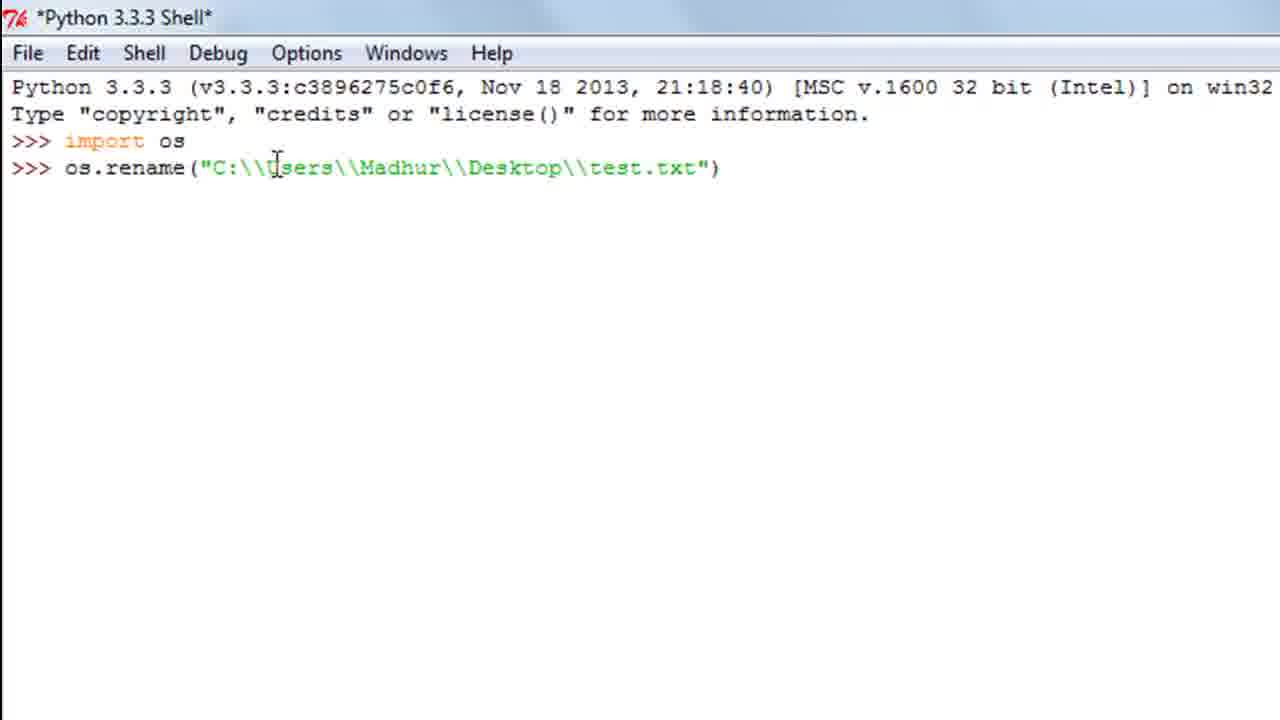 *Python 3.3.3 Shell*
File Edit Shell Debug Options Windows Help
Python 3.3.3 (v3.3.3:c3896275c0f6, Nov 18 2013, 21:18:40) [MSC v.1600 32 bit (Intel)] on win32
Type "copyright", "credits" or "license()" for more information.
>>> import os
>>> os.rename("C:\\Users\\Madhur\\Desktop\\test.txt")